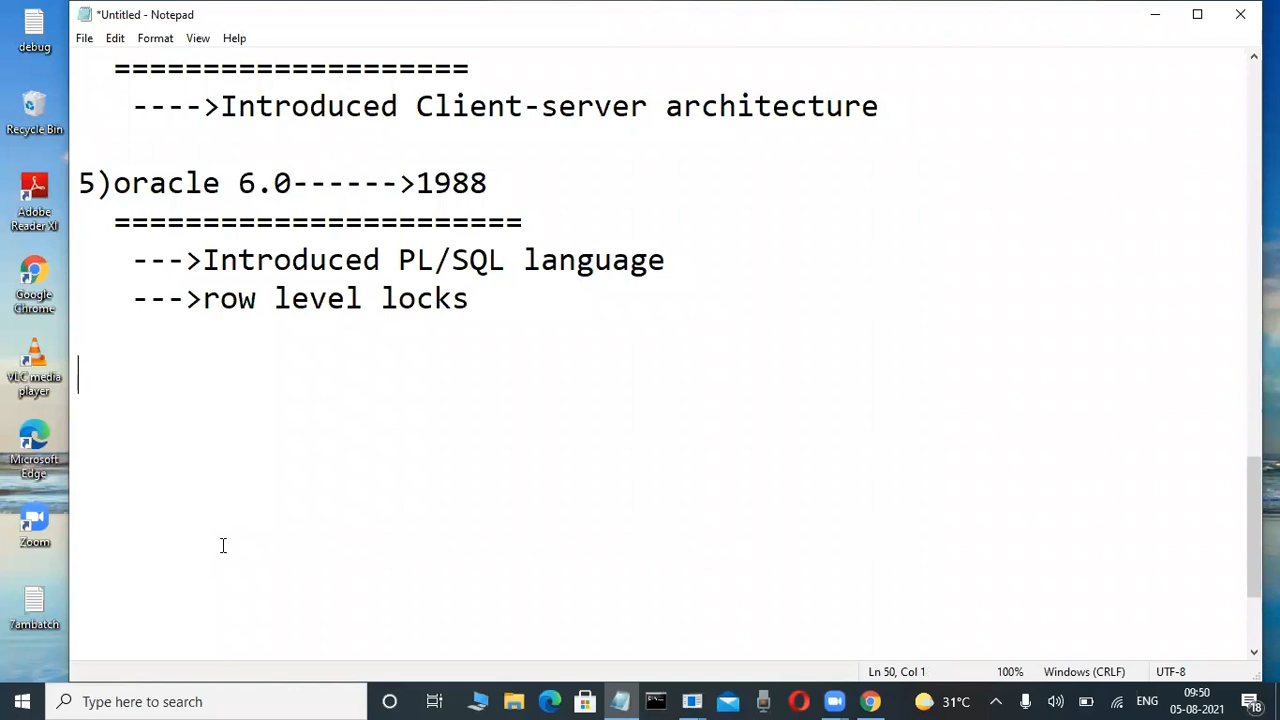 *Untitled - Notepad
File Edit Format View Help
====================
---->Introduced Client-server architecture
5)oracle 6.0------>1988
=======================
--->Introduced PL/SQL language
--->row level locks
debug
Recycle Bin
Adobe
Reader XI
Google
Chrome
VLC media
player
Microsoft
Edge
Zoom
7ambatch
Ln 50, Col 1 100% Windows (CRLF) UTF-8
Type here to search
31°C
ENG
09:50
05-08-2021
18